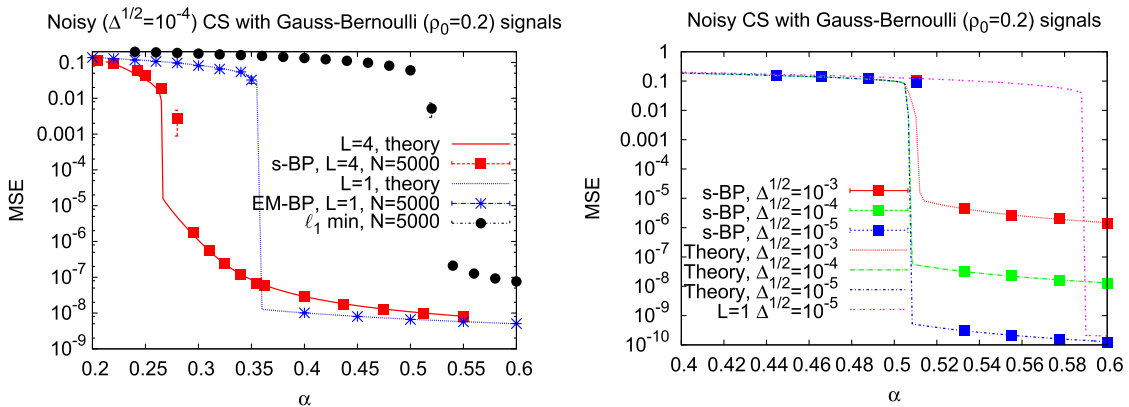 Noisy (Δ^1/2=10^-4) CS with Gauss-Bernoulli (ρ0=0.2) signals
MSE
0.1
0.01
0.001
10^-4
10^-5
10^-6
10^-7
10^-8
10^-9
L=4, theory
s-BP, L=4, N=5000
L=1, theory
EM-BP, L=1, N=5000
ℓ1 min, N=5000
0.2 0.25 0.3 0.35 0.4 0.45 0.5 0.55 0.6
α
Noisy CS with Gauss-Bernoulli (ρ0=0.2) signals
MSE
1
0.1
0.01
0.001
10^-4
10^-5
10^-6
10^-7
10^-8
10^-9
10^-10
s-BP, Δ^1/2=10^-3
s-BP, Δ^1/2=10^-4
s-BP, Δ^1/2=10^-5
Theory, Δ^1/2=10^-3
Theory, Δ^1/2=10^-4
Theory, Δ^1/2=10^-5
L=1 Δ^1/2=10^-5
0.4 0.42 0.44 0.46 0.48 0.5 0.52 0.54 0.56 0.58 0.6
α